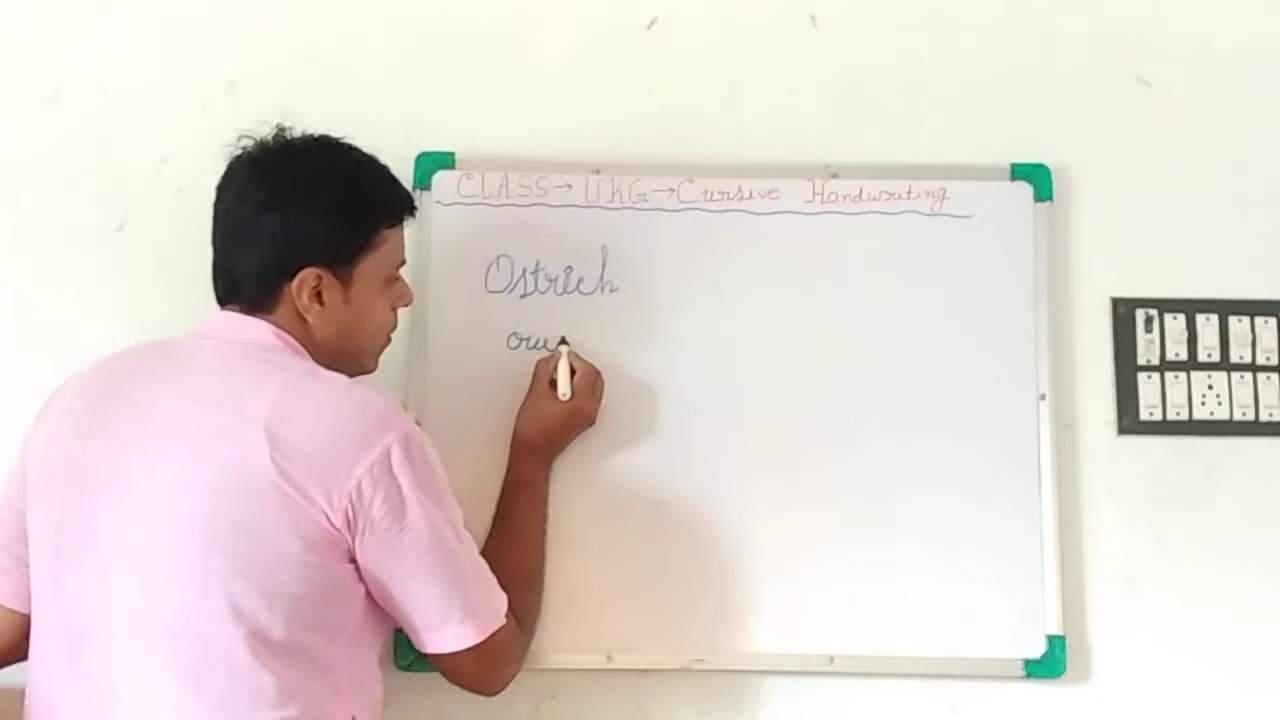 CLASS→ UKG→Cursive Handwriting
Ostrich
ow